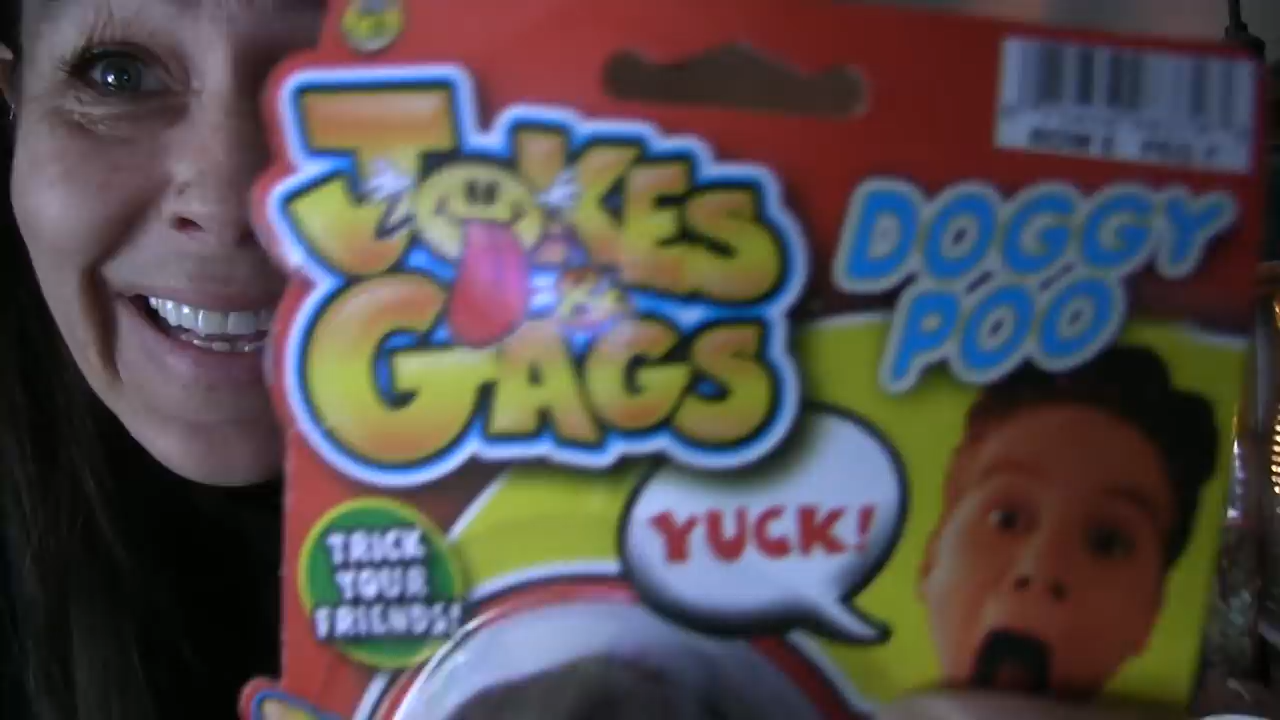 JOKES
& GAGS
DOGGY
POO
YUCK!
TRICK
YOUR
FRIENDS!